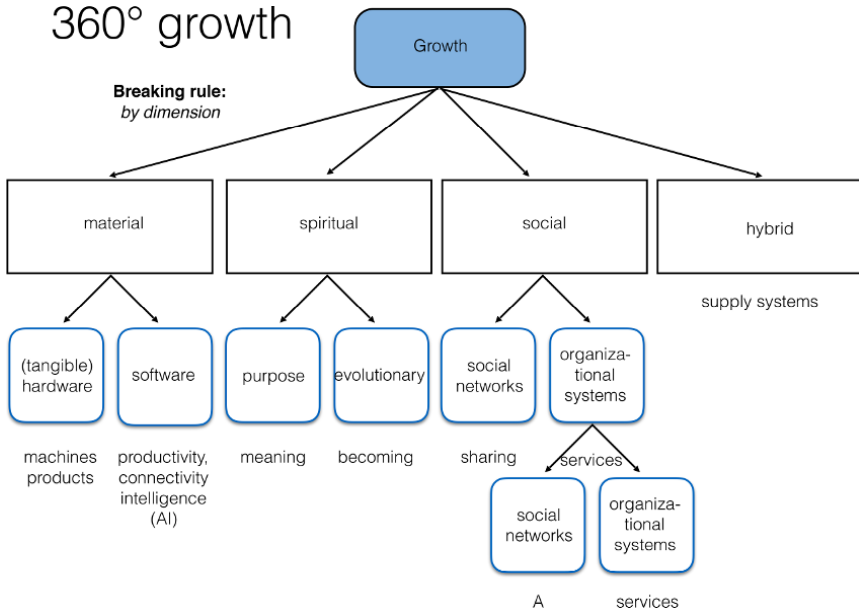 360° growth
Growth
Breaking rule:
by dimension
material
spiritual
social
hybrid
supply systems
(tangible)
hardware
software
purpose
evolutionary
social
networks
organiza-
tional
systems
machines
products
productivity,
connectivity
intelligence
(AI)
meaning
becoming
sharing
services
social
networks
organiza-
tional
systems
A
services